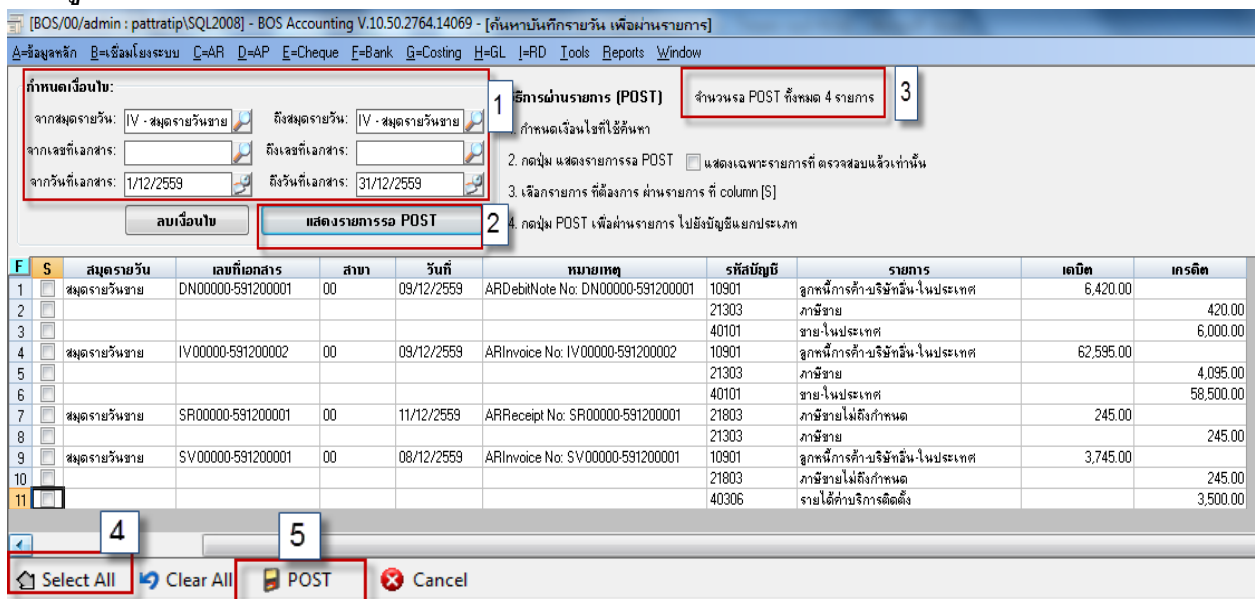 [BOS/00/admin : pattratip\SQL2008] - BOS Accounting V.10.50.2764.14069 - [ค้นหาบันทึกรายวัน เพื่อผ่านรายการ]
A=ข้อมูลหลัก B=เชื่อมโยงระบบ C=AR D=AP E=Cheque F=Bank G=Costing H=GL I=RD Tools Reports Window
กำหนดเงื่อนไข:
จากสมุดรายวัน: IV - สมุดรายวันขาย ถึงสมุดรายวัน: IV - สมุดรายวันขาย
จากเลขที่เอกสาร: ถึงเลขที่เอกสาร:
จากวันที่เอกสาร: 1/12/2559 ถึงวันที่เอกสาร: 31/12/2559
ลบเงื่อนไข แสดงรายการรอ POST
1
2
ธีการผ่านรายการ (POST) จำนวนรอ POST ทั้งหมด 4 รายการ 3
1. กำหนดเงื่อนไขที่ใช้ค้นหา
2. กดปุ่ม แสดงรายการรอ POST แสดงเฉพาะรายการที่ ตรวจสอบแล้วเท่านั้น
3. เลือกรายการ ที่ต้องการ ผ่านรายการ ที่ column [S]
4. กดปุ่ม POST เพื่อผ่านรายการ ไปยังบัญชีแยกประเภท
F S สมุดรายวัน เลขที่เอกสาร สาขา วันที่ หมายเหตุ รหัสบัญชี รายการ เดบิต เครดิต
1 สมุดรายวันขาย DN00000-591200001 00 09/12/2559 ARDebitNote No: DN00000-591200001 10901 ลูกหนี้การค้า-บริษัทอื่น-ในประเทศ 6,420.00
2 21303 ภาษีขาย 420.00
3 40101 ขาย-ในประเทศ 6,000.00
4 สมุดรายวันขาย IV00000-591200002 00 09/12/2559 ARInvoice No: IV00000-591200002 10901 ลูกหนี้การค้า-บริษัทอื่น-ในประเทศ 62,595.00
5 21303 ภาษีขาย 4,095.00
6 40101 ขาย-ในประเทศ 58,500.00
7 สมุดรายวันขาย SR00000-591200001 00 11/12/2559 ARReceipt No: SR00000-591200001 21803 ภาษีขายไม่ถึงกำหนด 245.00
8 21303 ภาษีขาย 245.00
9 สมุดรายวันขาย SV00000-591200001 00 08/12/2559 ARInvoice No: SV00000-591200001 10901 ลูกหนี้การค้า-บริษัทอื่น-ในประเทศ 3,745.00
10 21803 ภาษีขายไม่ถึงกำหนด 245.00
11 40306 รายได้ค่าบริการติดตั้ง 3,500.00
4 5
Select All Clear All POST Cancel